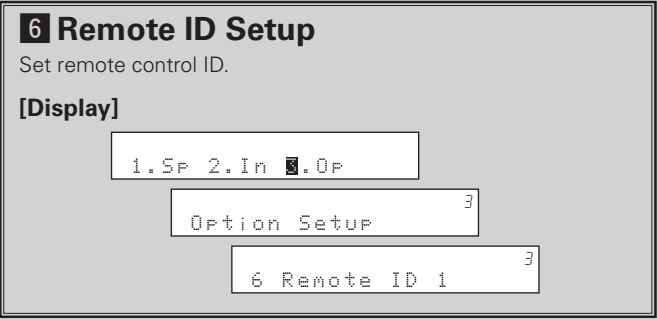 6 Remote ID Setup
Set remote control ID.
[Display]
1.Sp 2.In 3.Op
3
Option Setup
3
6 Remote ID 1